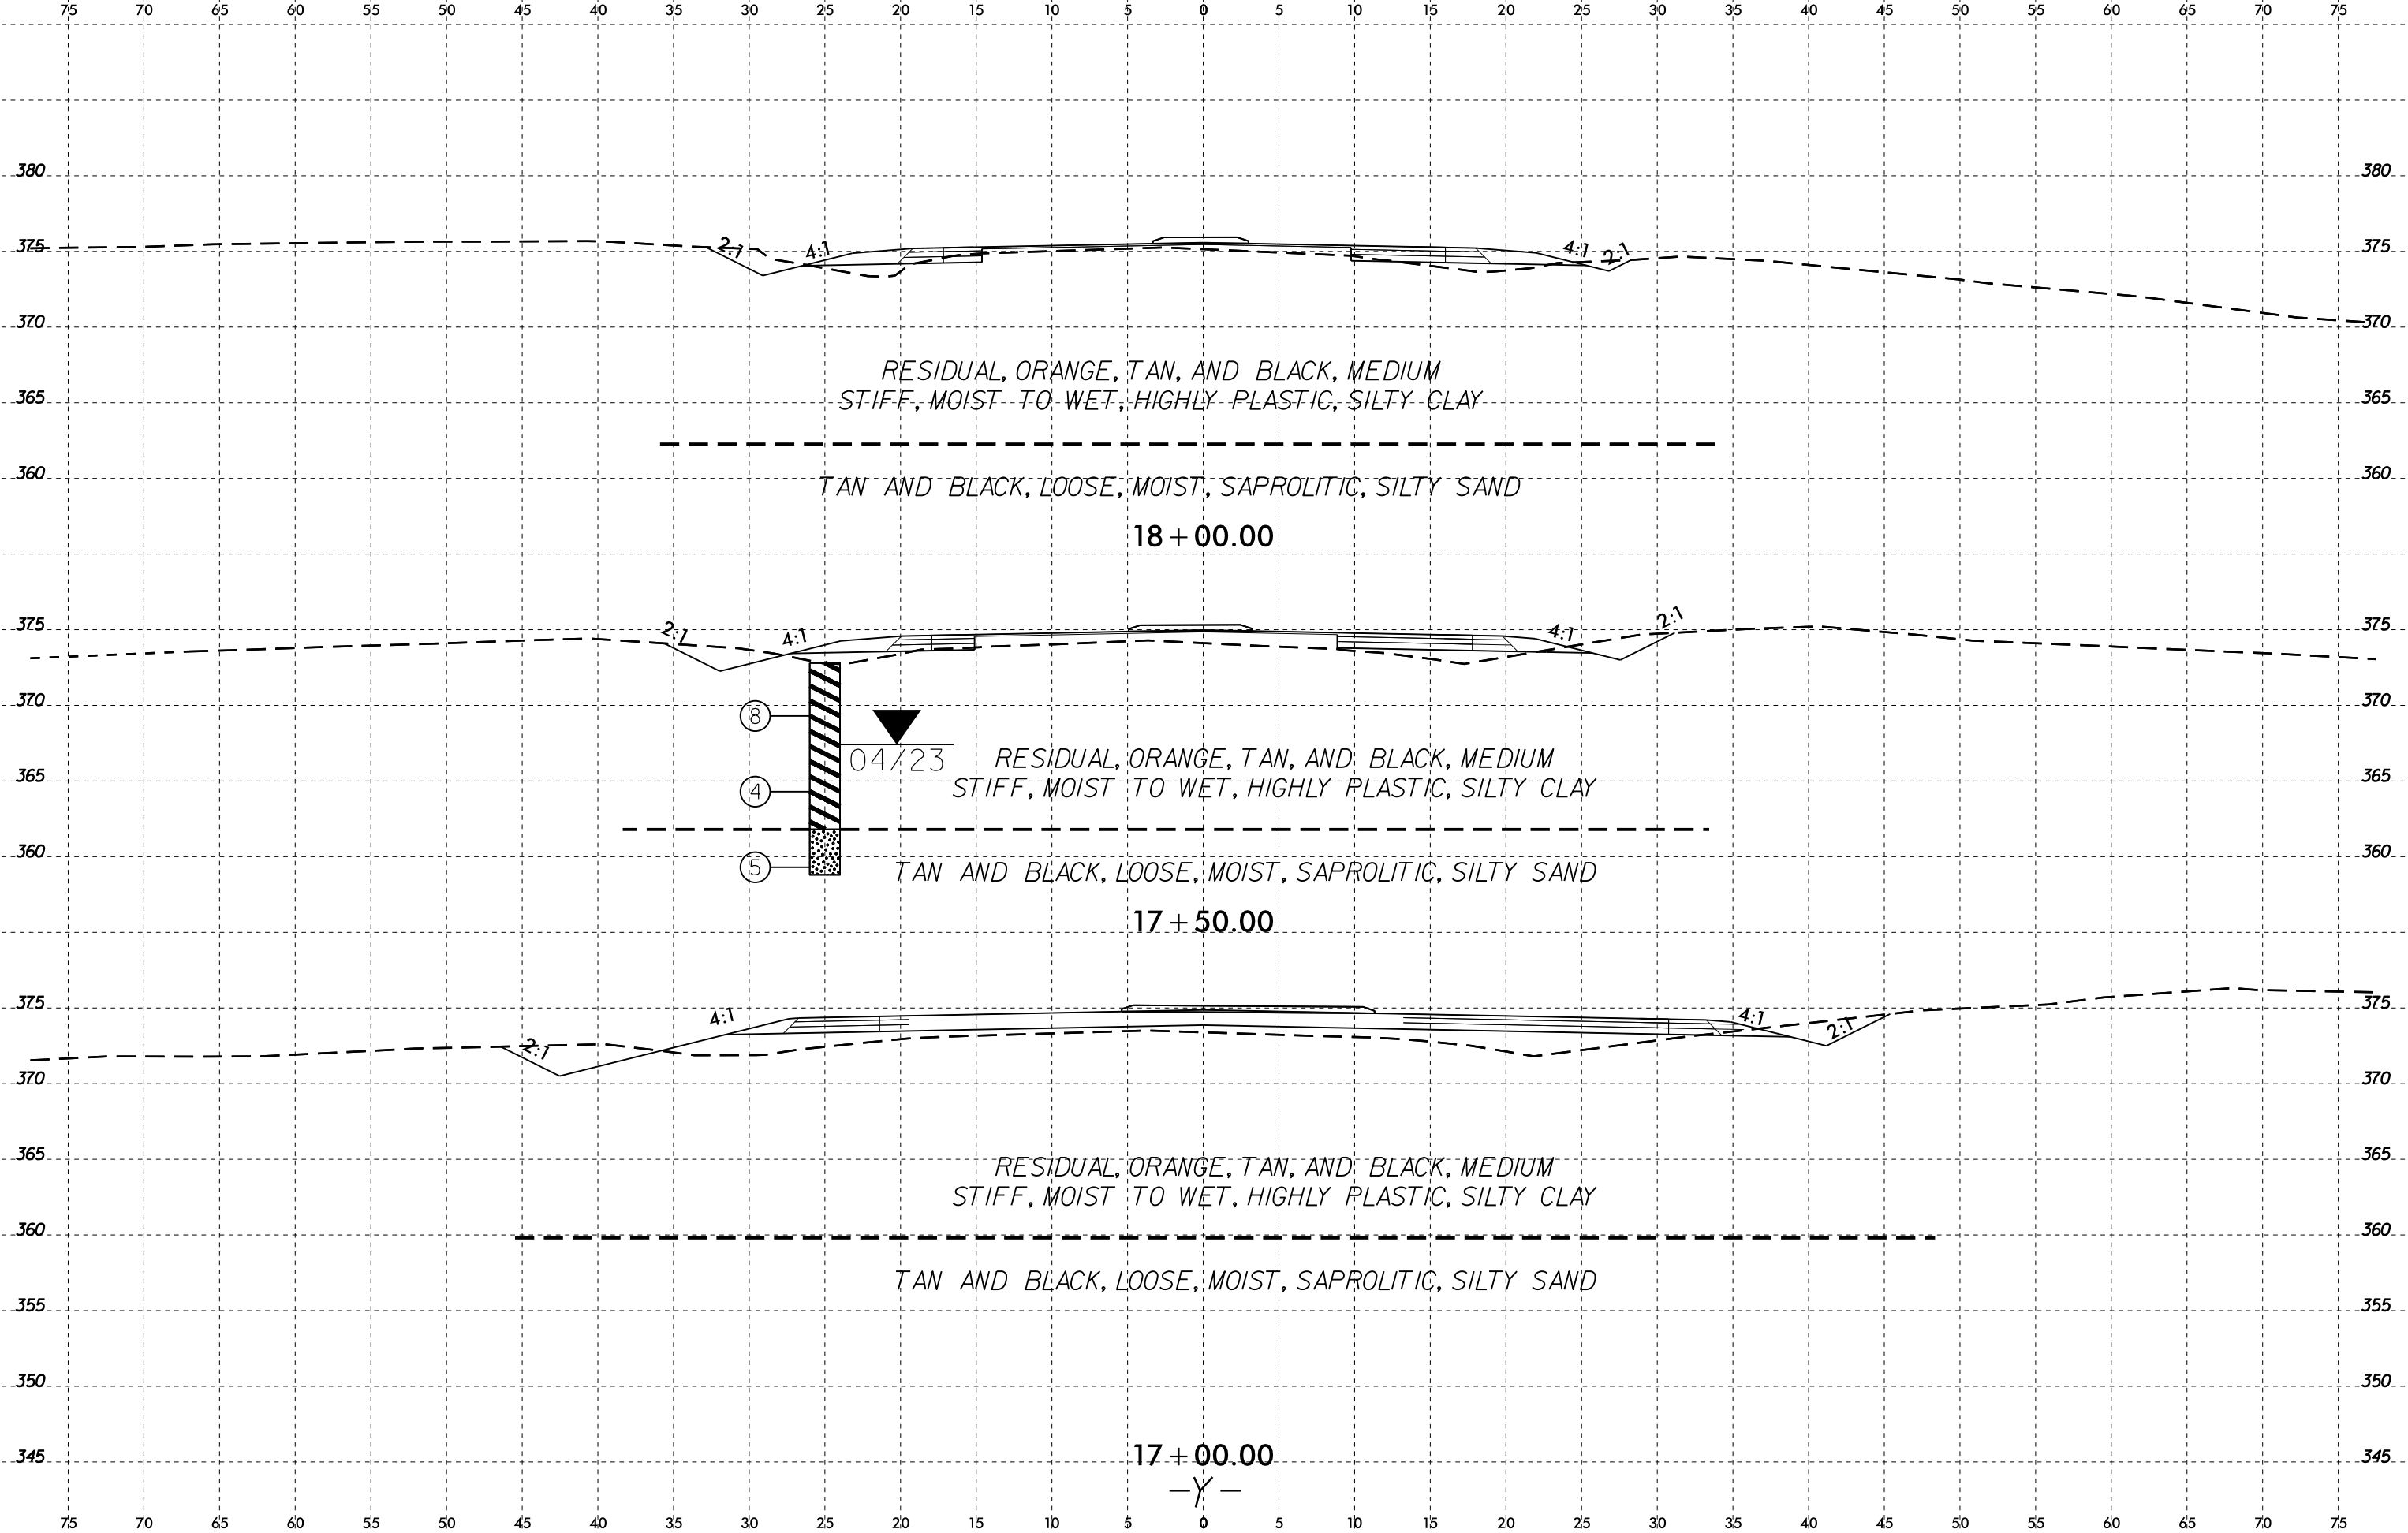 75 70 65 60 55 50 45 40 35 30 25 20 15 10 5 0 5 10 15 20 25 30 35 40 45 50 55 60 65 70 75
380 380
375 2:1 4:1 4:1 2:1 375
370 370
RESIDUAL, ORANGE, TAN, AND BLACK, MEDIUM
365 STIFF, MOIST TO WET, HIGHLY PLASTIC, SILTY CLAY 365
360 360
TAN AND BLACK, LOOSE, MOIST, SAPROLITIC, SILTY SAND
18+00.00
375 2:1 4:1 4:1 2:1 375
370 370
8
04/23 RESIDUAL, ORANGE, TAN, AND BLACK, MEDIUM
365 365
4 STIFF, MOIST TO WET, HIGHLY PLASTIC, SILTY CLAY
360 360
5 TAN AND BLACK, LOOSE, MOIST, SAPROLITIC, SILTY SAND
17+50.00
375 375
4:1 4:1
2:1 2:1
370 370
365 365
RESIDUAL, ORANGE, TAN, AND BLACK, MEDIUM
STIFF, MOIST TO WET, HIGHLY PLASTIC, SILTY CLAY
360 360
TAN AND BLACK, LOOSE, MOIST, SAPROLITIC, SILTY SAND
355 355
350 350
345 17+00.00 345
-Y-
75 70 65 60 55 50 45 40 35 30 25 20 15 10 5 0 5 10 15 20 25 30 35 40 45 50 55 60 65 70 75